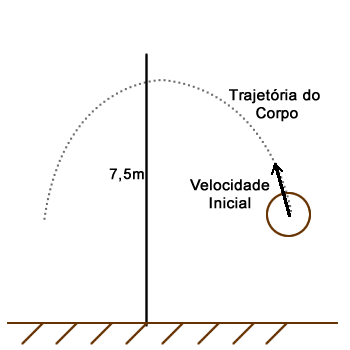 Trajetória do
Corpo
7,5m
Velocidade
Inicial